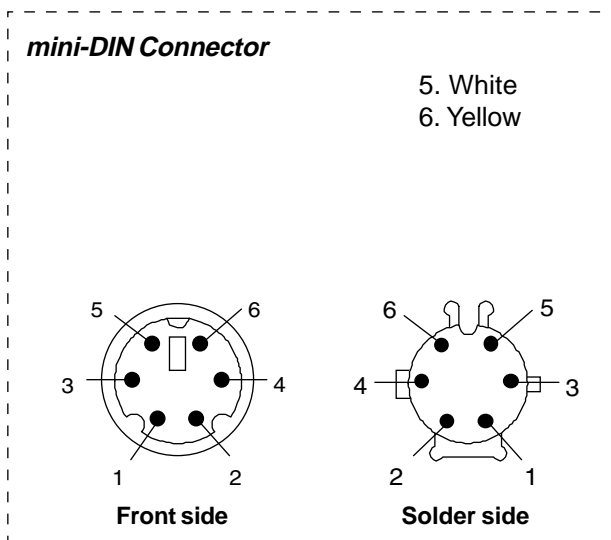 mini-DIN Connector
5. White
6. Yellow
5 6 6 5
3 4 4 3
1 2 2 1
Front side Solder side